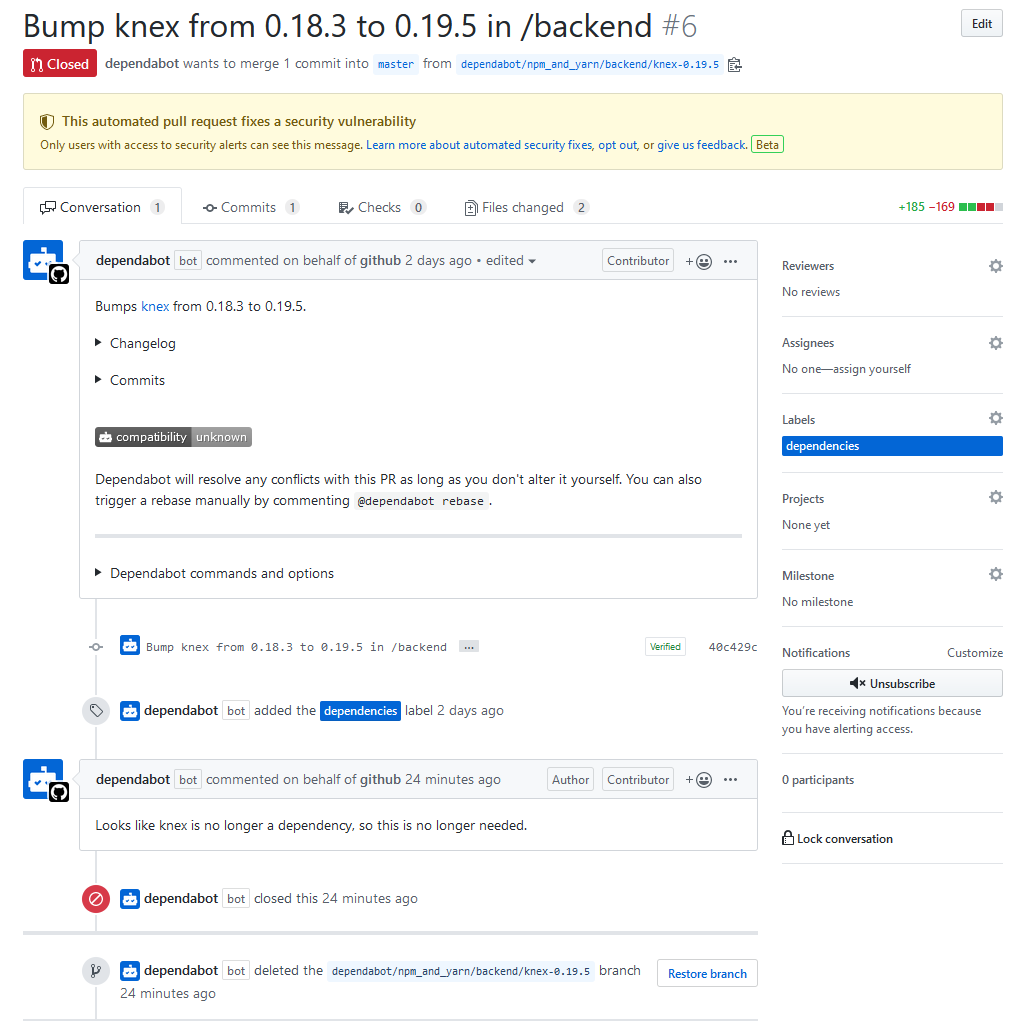 Bump knex from 0.18.3 to 0.19.5 in /backend #6
Edit
Closed dependabot wants to merge 1 commit into master from dependabot/npm_and_yarn/backend/knex-0.19.5
This automated pull request fixes a security vulnerability
Only users with access to security alerts can see this message. Learn more about automated security fixes, opt out, or give us feedback. Beta
Conversation 1 Commits 1 Checks 0 Files changed 2 +185 −169
dependabot bot commented on behalf of github 2 days ago • edited Contributor + ...
Bumps knex from 0.18.3 to 0.19.5.
Changelog
Commits
compatibility unknown
Dependabot will resolve any conflicts with this PR as long as you don't alter it yourself. You can also
trigger a rebase manually by commenting @dependabot rebase .
Dependabot commands and options
Bump knex from 0.18.3 to 0.19.5 in /backend ... Verified 40c429c
dependabot bot added the dependencies label 2 days ago
dependabot bot commented on behalf of github 24 minutes ago Author Contributor + ...
Looks like knex is no longer a dependency, so this is no longer needed.
dependabot bot closed this 24 minutes ago
dependabot bot deleted the dependabot/npm_and_yarn/backend/knex-0.19.5 branch
24 minutes ago
Restore branch
Reviewers
No reviews
Assignees
No one—assign yourself
Labels
dependencies
Projects
None yet
Milestone
No milestone
Notifications Customize
Unsubscribe
You're receiving notifications because
you have alerting access.
0 participants
Lock conversation